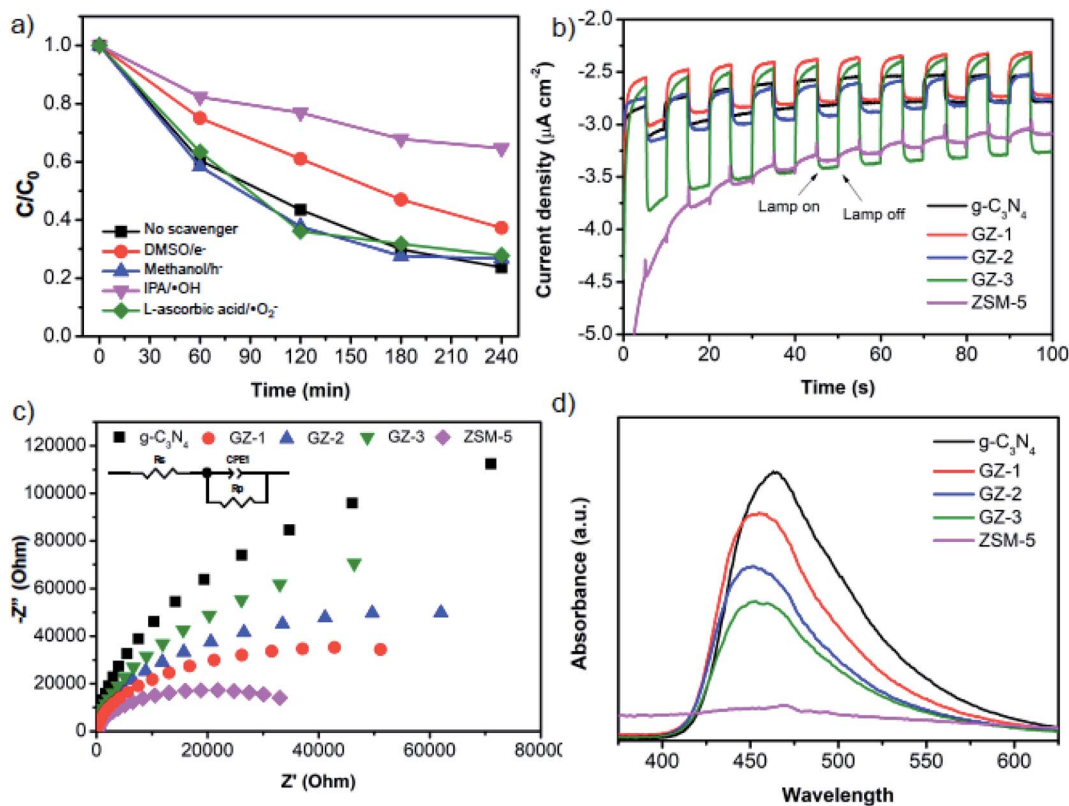 a)
C/C₀
1.0
0.8
0.6
0.4
0.2
0.0
No scavenger
DMSO/e⁻
Methanol/h⁻
IPA/•OH
L-ascorbic acid/•O₂⁻
0 30 60 90 120 150 180 210 240
Time (min)
b)
Current density (µA cm⁻²)
-2.0
-2.5
-3.0
-3.5
-4.0
-4.5
-5.0
Lamp on
Lamp off
g-C₃N₄
GZ-1
GZ-2
GZ-3
ZSM-5
0 20 40 60 80 100
Time (s)
c)
g-C₃N₄ GZ-1 GZ-2 GZ-3 ZSM-5
-Z'' (Ohm)
120000
100000
80000
60000
40000
20000
0
Rs CPE1
Rp
0 20000 40000 60000 80000
Z' (Ohm)
d)
Absorbance (a.u.)
g-C₃N₄
GZ-1
GZ-2
GZ-3
ZSM-5
400 450 500 550 600
Wavelength